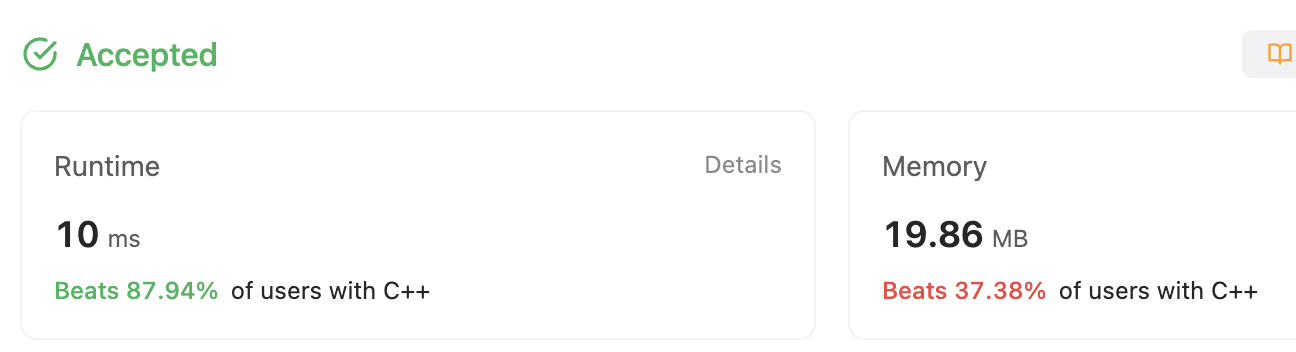 Accepted
Runtime
Details
10 ms
Beats 87.94% of users with C++
Memory
19.86 MB
Beats 37.38% of users with C++